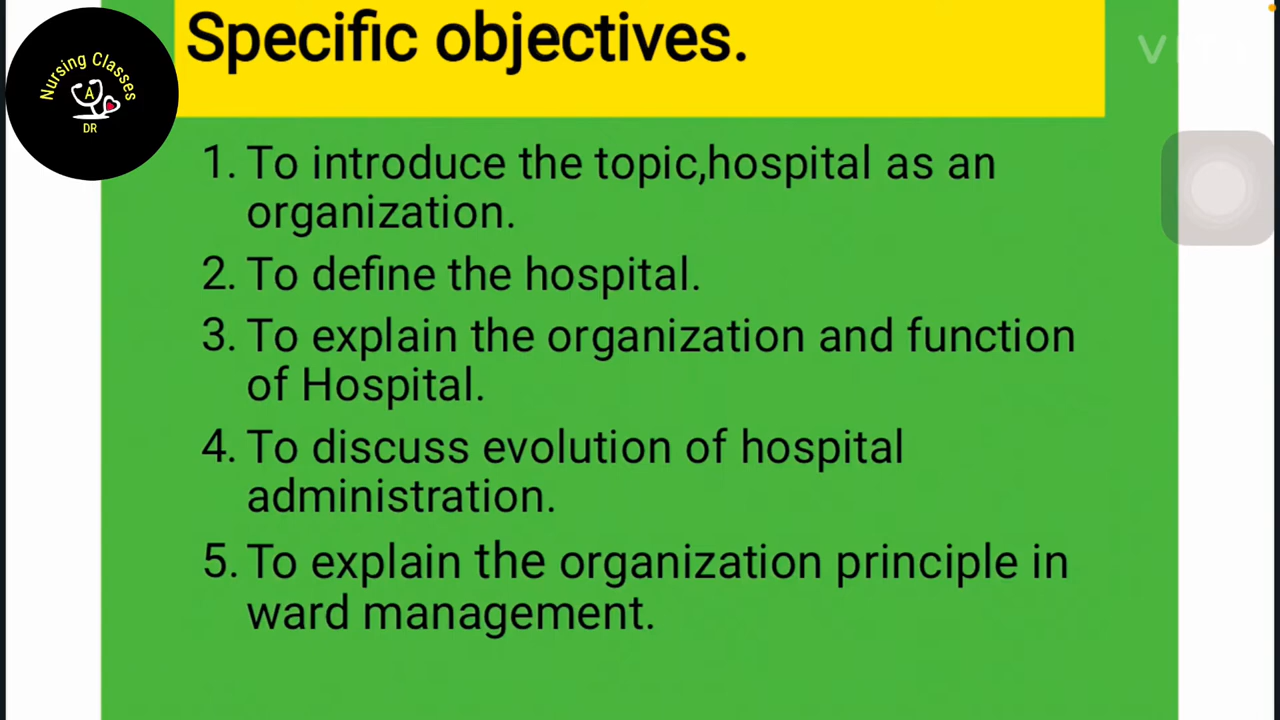 Specific objectives.
Nursing Classes
A
DR
1. To introduce the topic,hospital as an
organization.
2. To define the hospital.
3. To explain the organization and function
of Hospital.
4. To discuss evolution of hospital
administration.
5. To explain the organization principle in
ward management.